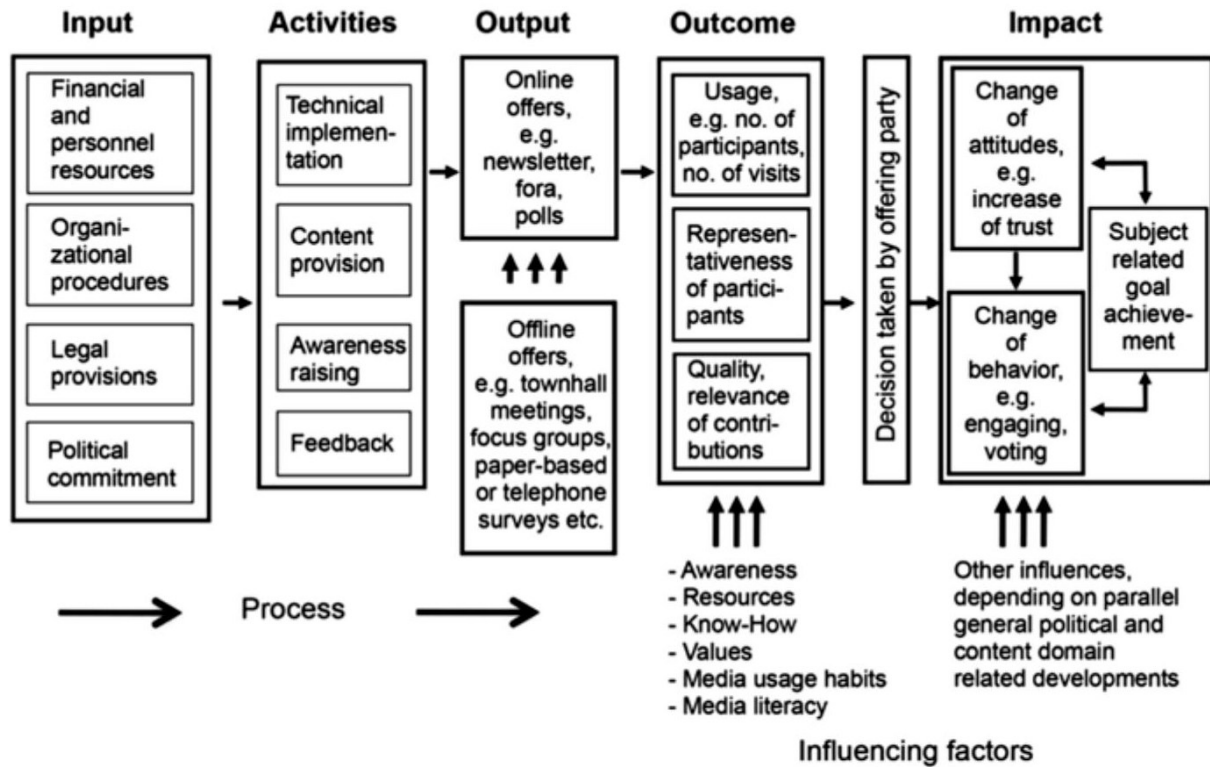 Input
Activities
Output
Outcome
Impact
Financial
and
personnel
resources
Organi-
zational
procedures
Legal
provisions
Political
commitment
Technical
implemen-
tation
Content
provision
Awareness
raising
Feedback
Online
offers,
e.g.
newsletter,
fora,
polls
Offline
offers,
e.g. townhall
meetings,
focus groups,
paper-based
or telephone
surveys etc.
Usage,
e.g. no. of
participants,
no. of visits
Represen-
tativeness
of partici-
pants
Quality,
relevance
of contri-
butions
Decision taken by offering party
Change
of
attitudes,
e.g.
increase
of trust
Change
of
behavior,
e.g.
engaging,
voting
Subject
related
goal
achieve-
ment
Process
- Awareness
- Resources
- Know-How
- Values
- Media usage habits
- Media literacy
Other influences,
depending on parallel
general political and
content domain
related developments
Influencing factors